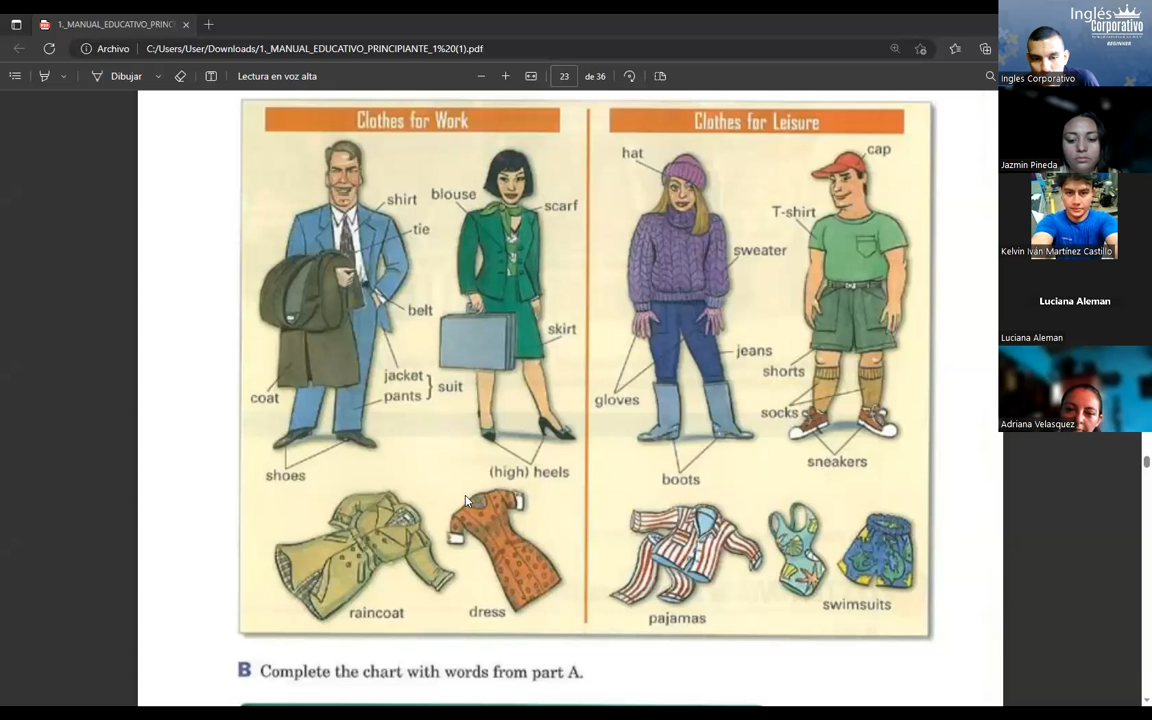 1._MANUAL_EDUCATIVO_PRINC
Archivo
C:/Users/User/Downloads/1._MANUAL_EDUCATIVO_PRINCIPIANTE_1%20(1).pdf
Dibujar
Lectura en voz alta
23
de 36
Clothes for Work
Clothes for Leisure
shirt
blouse
scarf
tie
belt
skirt
jacket
pants
suit
coat
shoes
(high) heels
raincoat
dress
hat
cap
T-shirt
sweater
jeans
shorts
gloves
socks
sneakers
boots
pajamas
swimsuits
B Complete the chart with words from part A.
Inglés
Corporativo
BEGINNER
Ingles Corporativo
Jazmin Pineda
Kelvin Iván Martínez Castillo
Luciana Aleman
Luciana Aleman
Adriana Velasquez